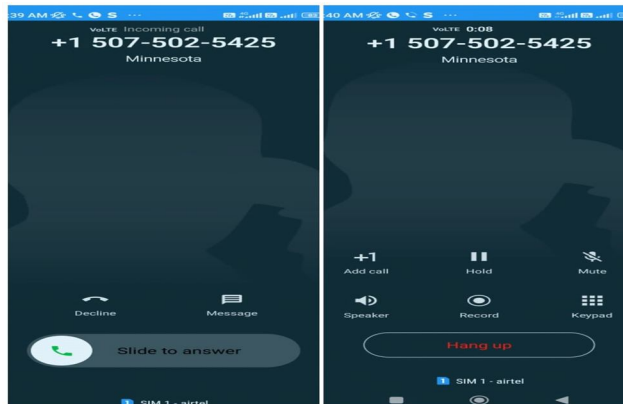 :39 AM
VoLTE Incoming call
+1 507-502-5425
Minnesota
Decline
Message
Slide to answer
1 SIM 1 - airtel
:40 AM
VoLTE 0:08
+1 507-502-5425
Minnesota
+1
Add call
Hold
Mute
Speaker
Record
Keypad
Hang up
1 SIM 1 - airtel